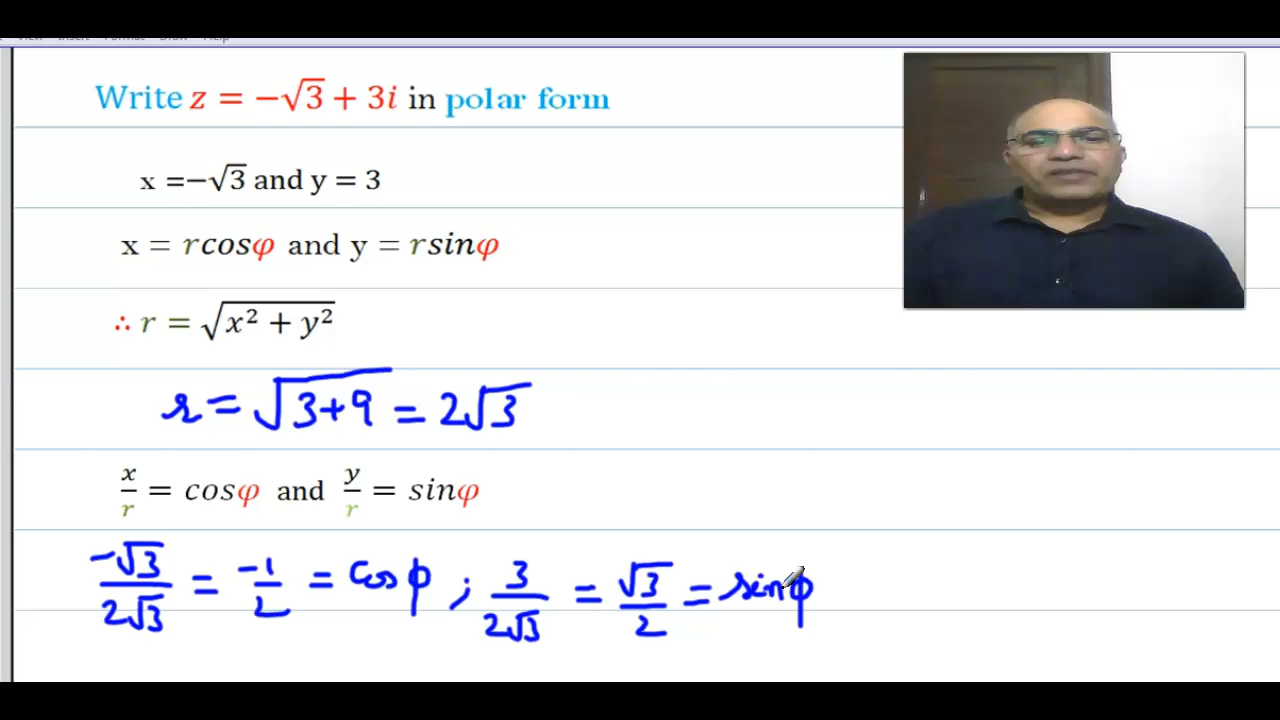 Write z = −√3 + 3i in polar form
x =−√3 and y = 3
x = rcosφ and y = rsinφ
∴ r = √(x² + y²)
r = √(3+9) = 2√3
x/r = cosφ and y/r = sinφ
-√3/2√3 = -1/2 = cos φ ; 3/2√3 = √3/2 = sin φ